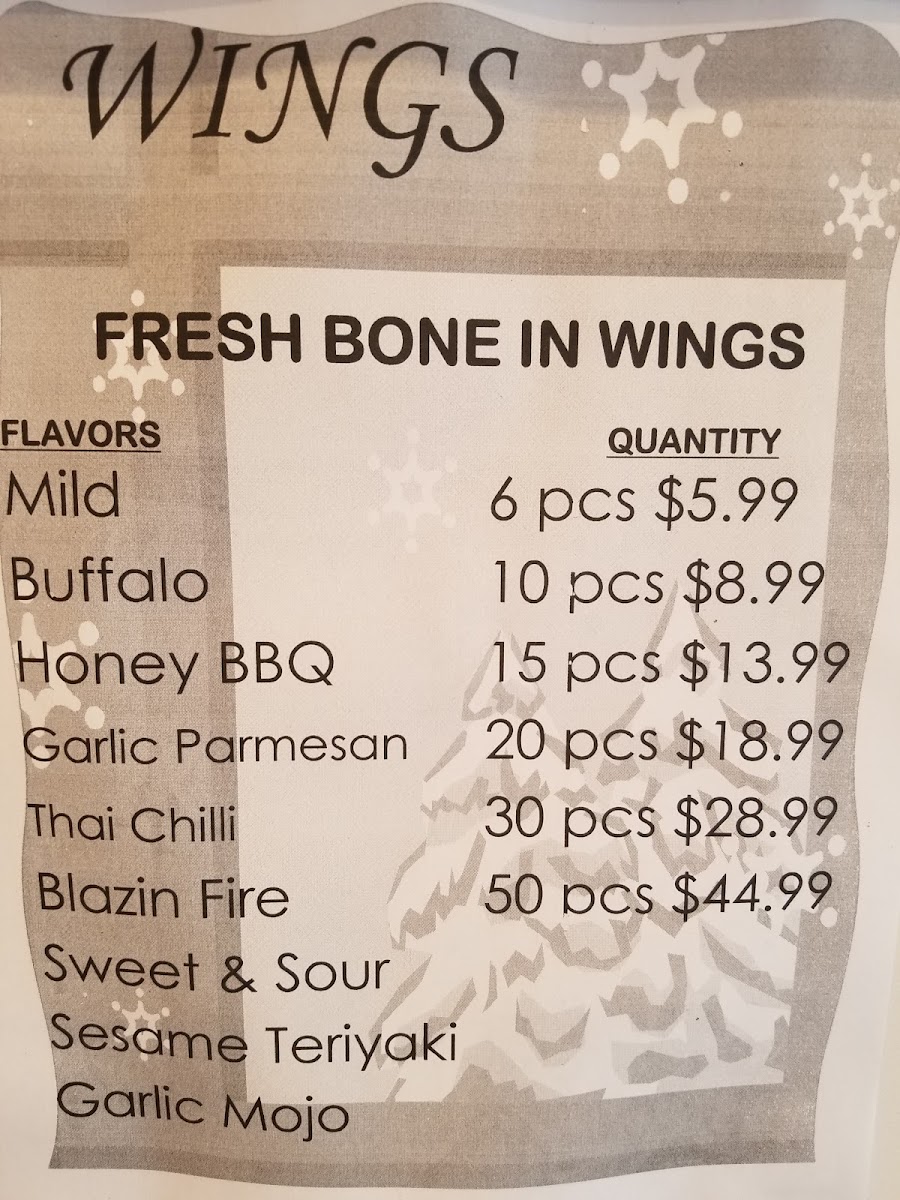 WINGS
FRESH BONE IN WINGS
FLAVORS QUANTITY
Mild 6 pcs $5.99
Buffalo 10 pcs $8.99
Honey BBQ 15 pcs $13.99
Garlic Parmesan 20 pcs $18.99
Thai Chilli 30 pcs $28.99
Blazin Fire 50 pcs $44.99
Sweet & Sour
Sesame Teriyaki
Garlic Mojo